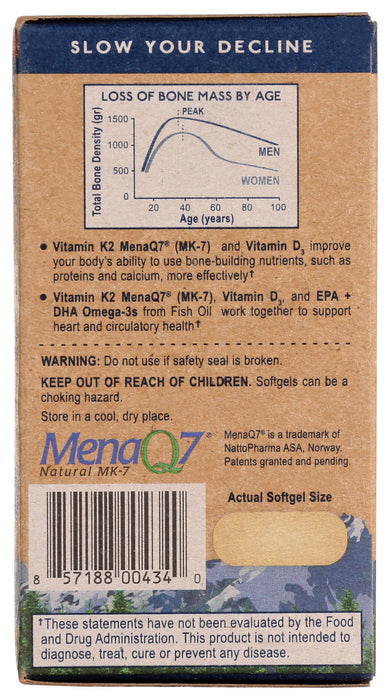 SLOW YOUR DECLINE
LOSS OF BONE MASS BY AGE
PEAK
Total Bone Density (gr)
1500
1000
500
0
MEN
WOMEN
20 40 60 80 100
Age (years)
• Vitamin K2 MenaQ7® (MK-7) and Vitamin D3 improve
your body's ability to use bone-building nutrients, such as
proteins and calcium, more effectively†
• Vitamin K2 MenaQ7® (MK-7), Vitamin D3, and EPA +
DHA Omega-3s from Fish Oil work together to support
heart and circulatory health†
WARNING: Do not use if safety seal is broken.
KEEP OUT OF REACH OF CHILDREN. Softgels can be a
choking hazard.
Store in a cool, dry place.
MenaQ7®
Natural MK-7
MenaQ7® is a trademark of
NattoPharma ASA, Norway.
Patents granted and pending.
Actual Softgel Size
8 57188 00434 0
†These statements have not been evaluated by the Food
and Drug Administration. This product is not intended to
diagnose, treat, cure or prevent any disease.